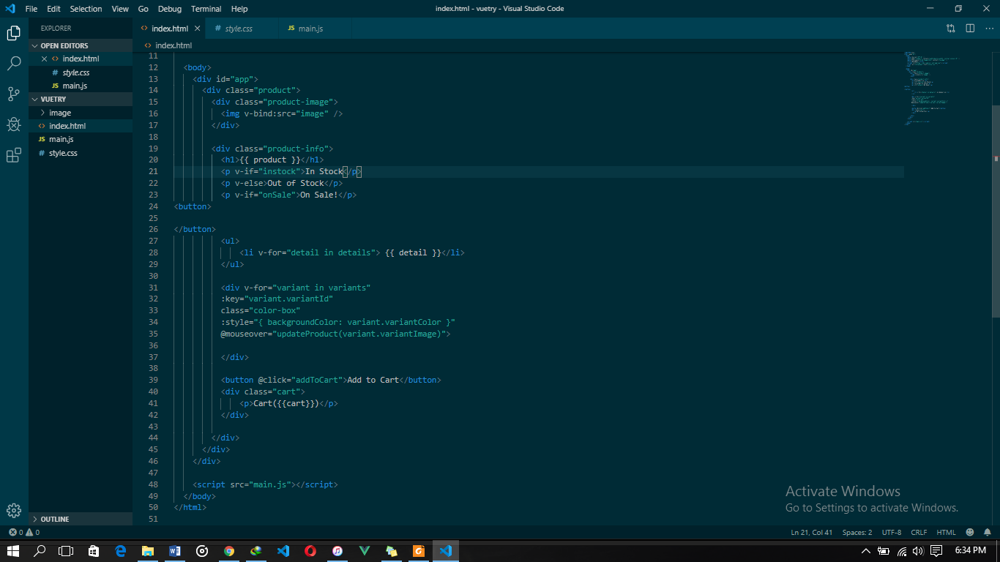 File Edit Selection View Go Debug Terminal Help
index.html - vuetry - Visual Studio Code
EXPLORER
OPEN EDITORS
index.html
# style.css
JS main.js
VUETRY
image
index.html
JS main.js
# style.css
OUTLINE
index.html
# style.css
JS main.js
index.html
11
12 <body>
13 <div id="app">
14 <div class="product">
15 <div class="product-image">
16 <img v-bind:src="image" />
17 </div>
18
19 <div class="product-info">
20 <h1>{{ product }}</h1>
21 <p v-if="instock">In Stock</p>
22 <p v-else>Out of Stock</p>
23 <p v-if="onSale">On Sale!</p>
24 <button>
25
26 </button>
27 <ul>
28 <li v-for="detail in details"> {{ detail }}</li>
29 </ul>
30
31 <div v-for="variant in variants"
32 :key="variant.variantId"
33 class="color-box"
34 :style="{ backgroundColor: variant.variantColor }"
35 @mouseover="updateProduct(variant.variantImage)">
36
37 </div>
38
39 <button @click="addToCart">Add to Cart</button>
40 <div class="cart">
41 <p>Cart({{cart}})</p>
42 </div>
43
44 </div>
45 </div>
46 </div>
47
48 <script src="main.js"></script>
49 </body>
50 </html>
51
Activate Windows
Go to Settings to activate Windows.
0 0
Ln 21, Col 41 Spaces: 2 UTF-8 CRLF HTML
6:34 PM